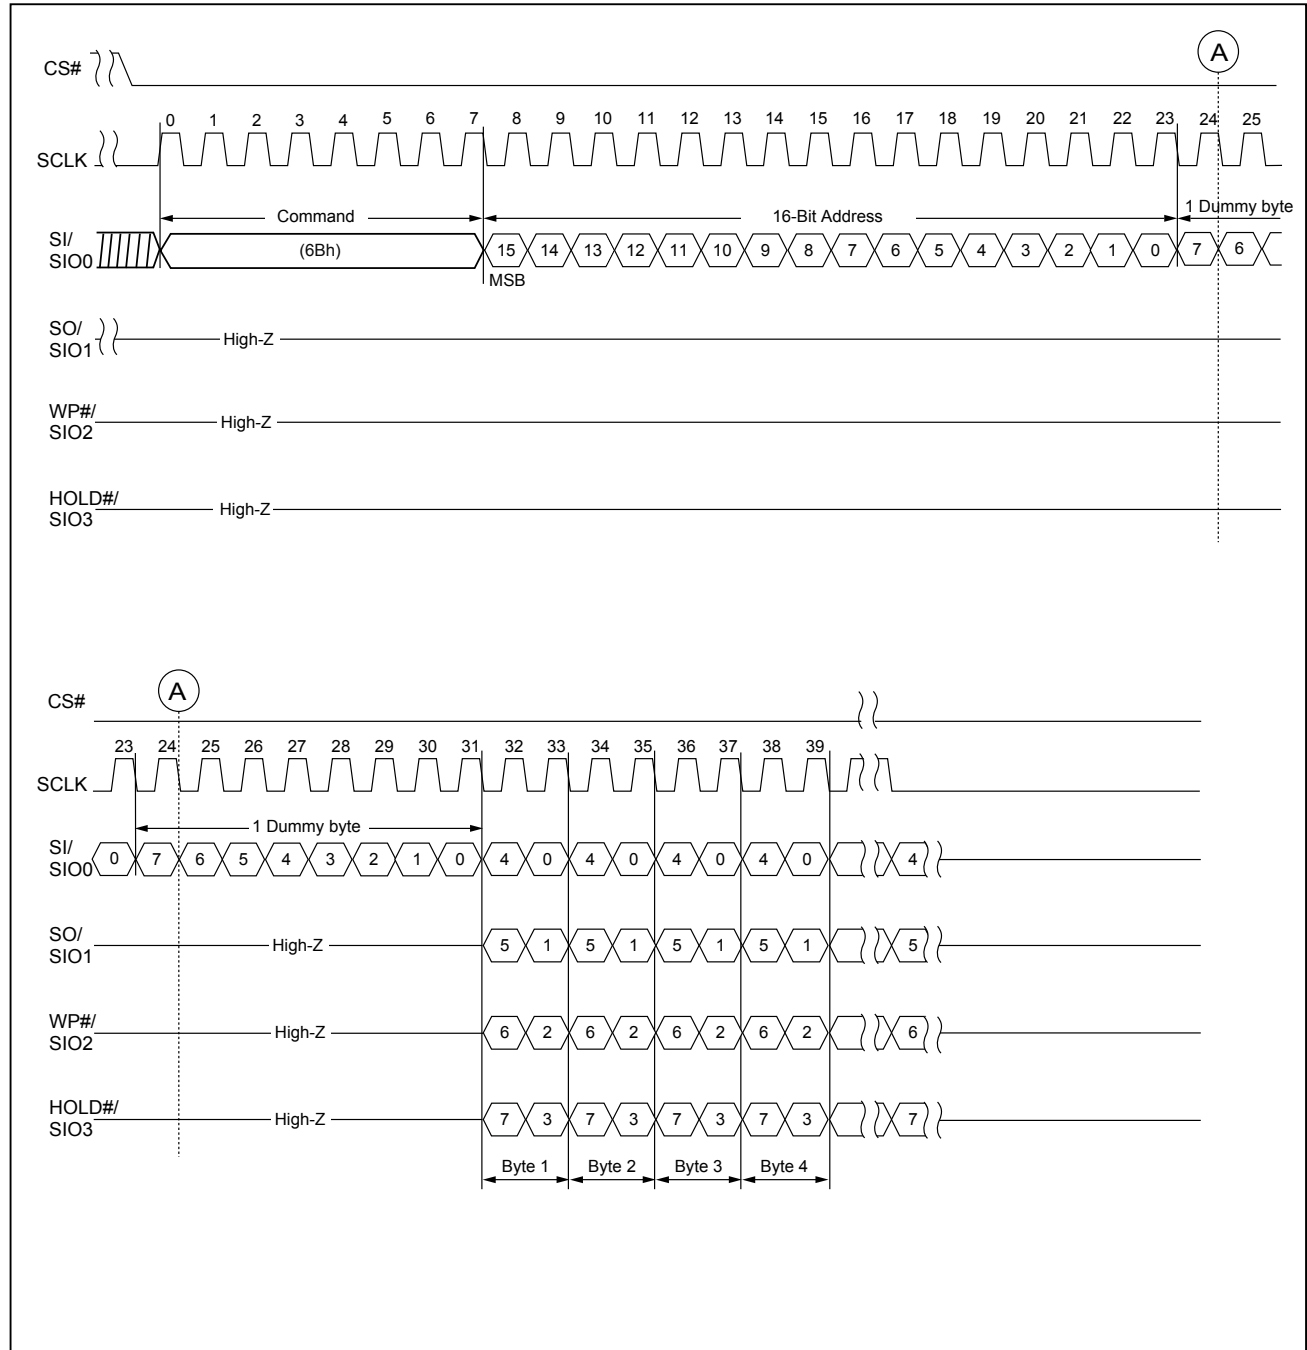 A
CS#
0 1 2 3 4 5 6 7 8 9 10 11 12 13 14 15 16 17 18 19 20 21 22 23 24 25
SCLK
Command 16-Bit Address 1 Dummy byte
SI/
SIO0
(6Bh) 15 14 13 12 11 10 9 8 7 6 5 4 3 2 1 0 7 6
MSB
SO/
SIO1
High-Z
WP#/
SIO2
High-Z
HOLD#/
SIO3
High-Z
A
CS#
23 24 25 26 27 28 29 30 31 32 33 34 35 36 37 38 39
SCLK
1 Dummy byte
SI/
SIO0
0 7 6 5 4 3 2 1 0 4 0 4 0 4 0 4 0 4
SO/
SIO1
High-Z 5 1 5 1 5 1 5 1 5
WP#/
SIO2
High-Z 6 2 6 2 6 2 6 2 6
HOLD#/
SIO3
High-Z 7 3 7 3 7 3 7 3 7
Byte 1 Byte 2 Byte 3 Byte 4